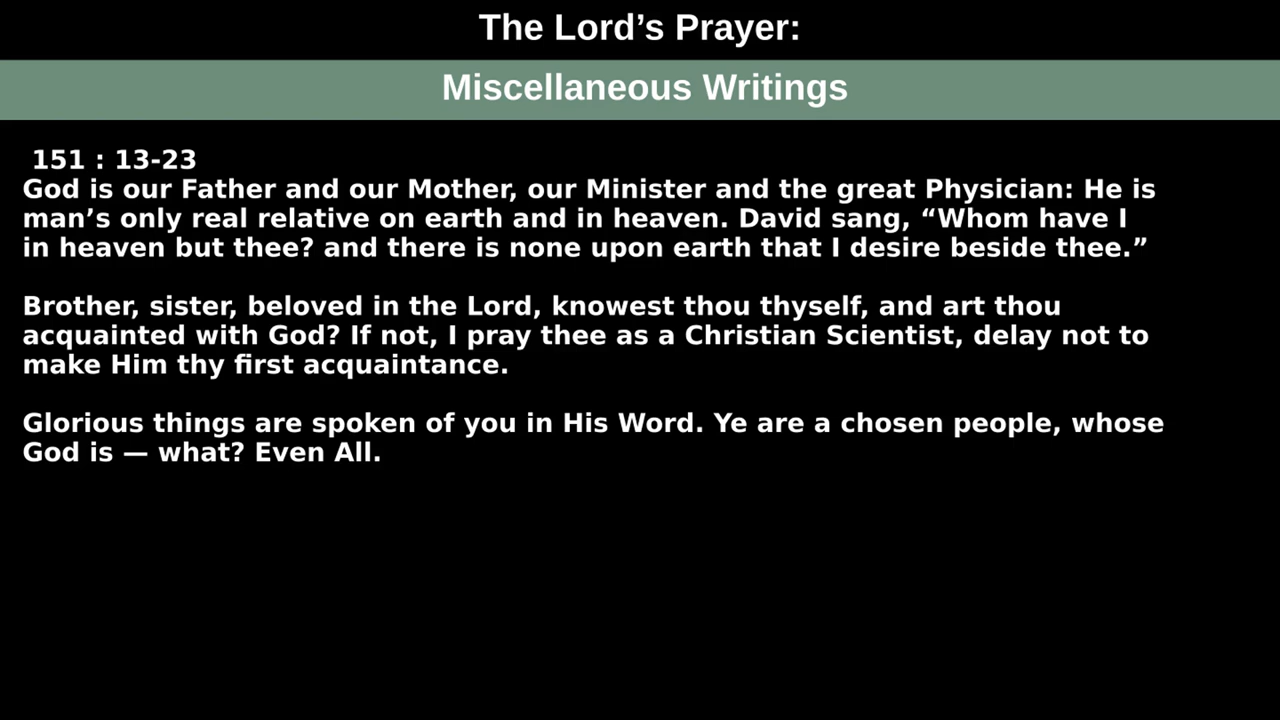 The Lord’s Prayer:
Miscellaneous Writings
151 : 13-23
God is our Father and our Mother, our Minister and the great Physician: He is
man’s only real relative on earth and in heaven. David sang, “Whom have I
in heaven but thee? and there is none upon earth that I desire beside thee.”
Brother, sister, beloved in the Lord, knowest thou thyself, and art thou
acquainted with God? If not, I pray thee as a Christian Scientist, delay not to
make Him thy first acquaintance.
Glorious things are spoken of you in His Word. Ye are a chosen people, whose
God is — what? Even All.